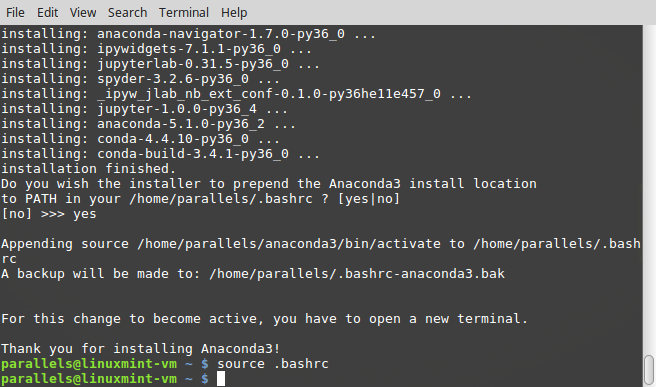 File Edit View Search Terminal Help
installing: anaconda-navigator-1.7.0-py36_0 ...
installing: ipywidgets-7.1.1-py36_0 ...
installing: jupyterlab-0.31.5-py36_0 ...
installing: spyder-3.2.6-py36_0 ...
installing: _ipyw_jlab_nb_ext_conf-0.1.0-py36he11e457_0 ...
installing: jupyter-1.0.0-py36_4 ...
installing: anaconda-5.1.0-py36_2 ...
installing: conda-4.4.10-py36_0 ...
installing: conda-build-3.4.1-py36_0 ...
installation finished.
Do you wish the installer to prepend the Anaconda3 install location
to PATH in your /home/parallels/.bashrc ? [yes|no]
[no] >>> yes
Appending source /home/parallels/anaconda3/bin/activate to /home/parallels/.bash
rc
A backup will be made to: /home/parallels/.bashrc-anaconda3.bak
For this change to become active, you have to open a new terminal.
Thank you for installing Anaconda3!
parallels@linuxmint-vm ~ $ source .bashrc
parallels@linuxmint-vm ~ $